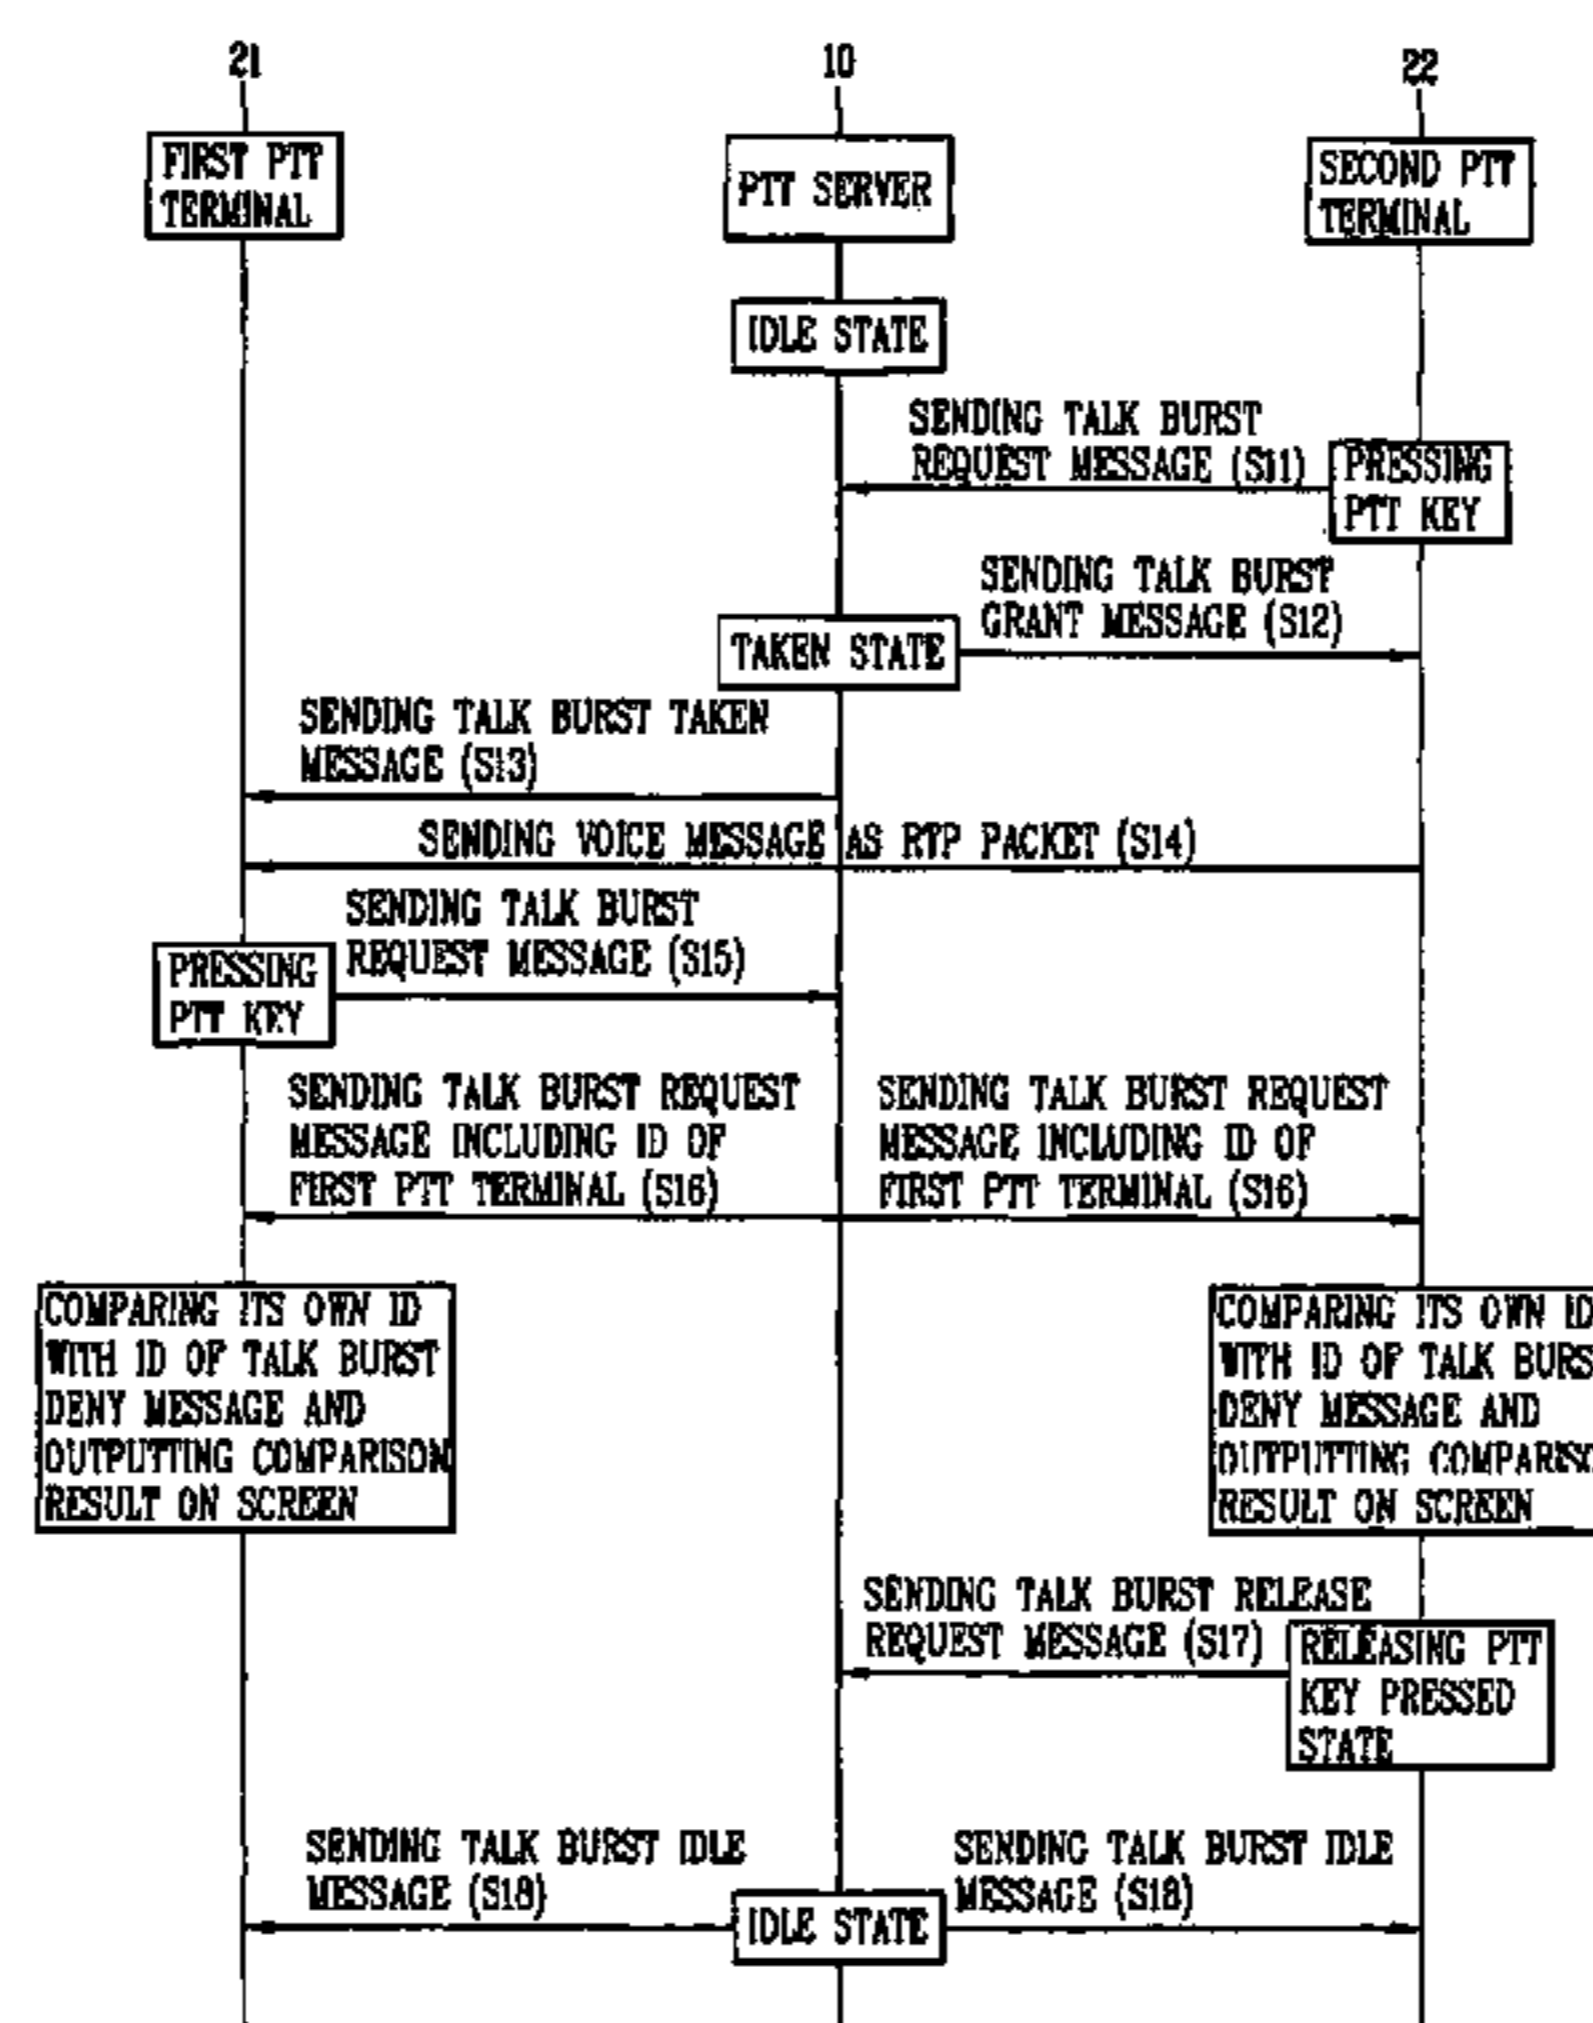 21
10
22
FIRST PTT
TERMINAL
PTT SERVER
SECOND PTT
TERMINAL
IDLE STATE
SENDING TALK BURST
REQUEST MESSAGE (S11)
PRESSING
PTT KEY
SENDING TALK BURST
GRANT MESSAGE (S12)
TAKEN STATE
SENDING TALK BURST TAKEN
MESSAGE (S13)
SENDING VOICE MESSAGE AS RTP PACKET (S14)
SENDING TALK BURST
REQUEST MESSAGE (S15)
PRESSING
PTT KEY
SENDING TALK BURST REQUEST
MESSAGE INCLUDING ID OF
FIRST PTT TERMINAL (S16)
SENDING TALK BURST REQUEST
MESSAGE INCLUDING ID OF
FIRST PTT TERMINAL (S16)
COMPARING ITS OWN ID
WITH ID OF TALK BURST
DENY MESSAGE AND
OUTPUTTING COMPARISON
RESULT ON SCREEN
COMPARING ITS OWN ID
WITH ID OF TALK BURS
DENY MESSAGE AND
OUTPUTTING COMPARISO
RESULT ON SCREEN
SENDING TALK BURST RELEASE
REQUEST MESSAGE (S17)
RELEASING PTT
KEY PRESSED
STATE
SENDING TALK BURST IDLE
MESSAGE (S18)
SENDING TALK BURST IDLE
MESSAGE (S18)
IDLE STATE